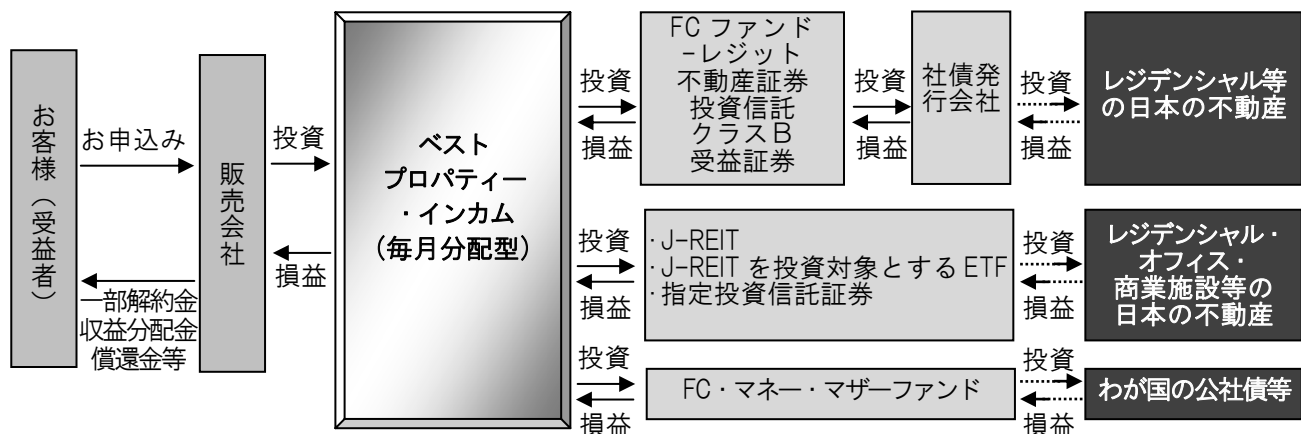 お客様（受益者）
お申込み
一部解約金
収益分配金
償還金等
販売会社
投資
損益
ベスト
プロパティー
・インカム
（毎月分配型）
投資
損益
FC ファンド
-レジット
不動産証券
投資信託
クラスＢ
受益証券
投資
損益
社債発
行会社
投資
損益
レジデンシャル等
の日本の不動産
投資
損益
・J-REIT
・J-REIT を投資対象とする ETF
・指定投資信託証券
投資
損益
レジデンシャル・
オフィス・
商業施設等の
日本の不動産
投資
損益
FC・マネー・マザーファンド
投資
損益
わが国の公社債等